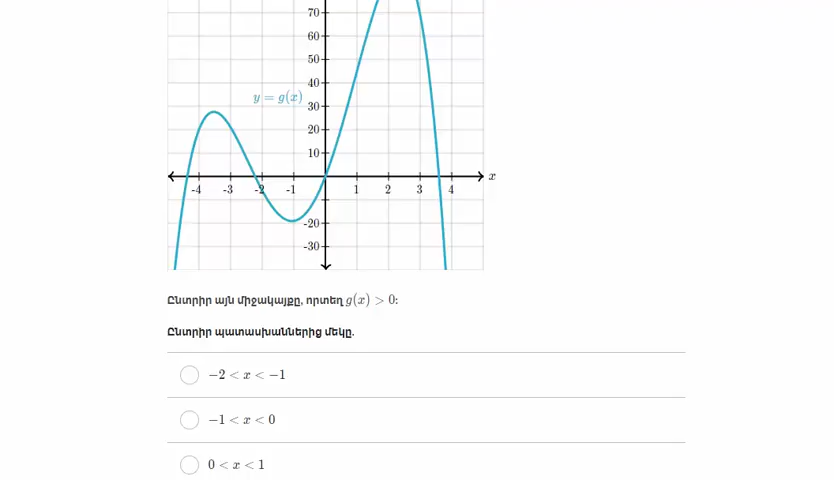 70
60
50
40
y = g(x)
30
20
10
x
-4 -3 -2 -1 1 2 3 4
-20
-30
Ընտրիր այն միջակայքը, որտեղ g(x) > 0:
Ընտրիր պատասխաններից մեկը.
−2 < x < −1
−1 < x < 0
0 < x < 1